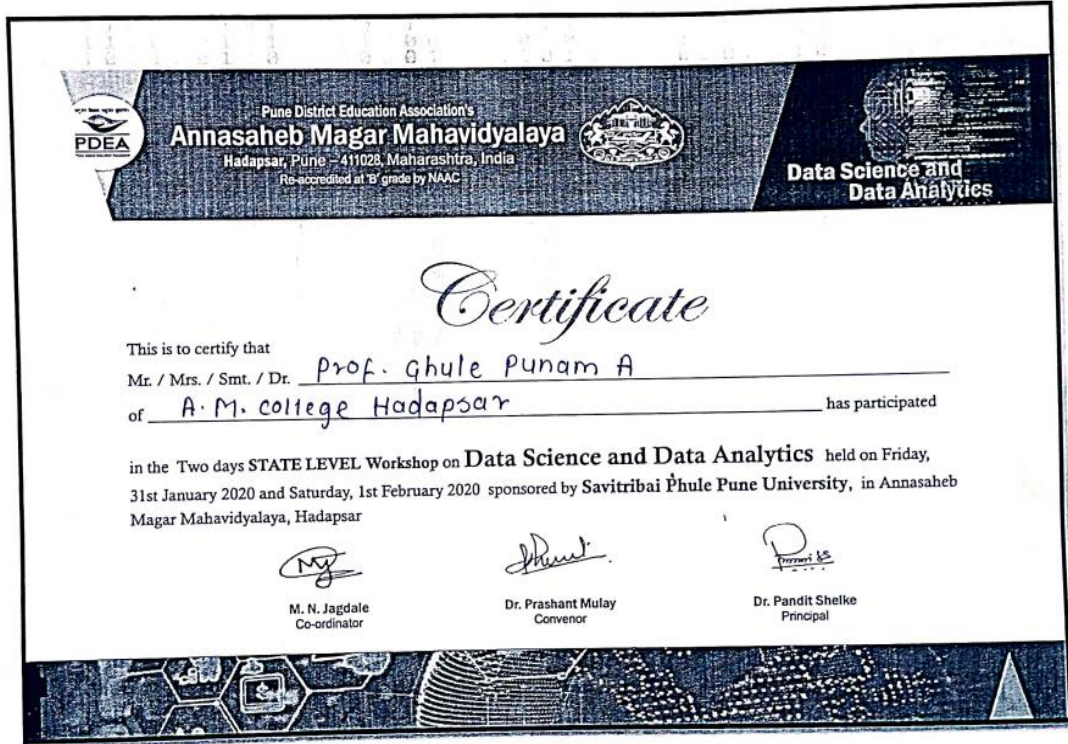 PDEA
Pune District Education Association's
Annasaheb Magar Mahavidyalaya
Hadapsar, Pune – 411028, Maharashtra, India
Re-accredited at 'B' grade by NAAC
Data Science and
Data Analytics
Certificate
This is to certify that
Mr. / Mrs. / Smt. / Dr. Prof. Ghule Punam A
of A. M. college Hadapsar has participated
in the Two days STATE LEVEL Workshop on Data Science and Data Analytics held on Friday,
31st January 2020 and Saturday, 1st February 2020 sponsored by Savitribai Phule Pune University, in Annasaheb
Magar Mahavidyalaya, Hadapsar
M. N. Jagdale
Co-ordinator
Dr. Prashant Mulay
Convenor
Dr. Pandit Shelke
Principal